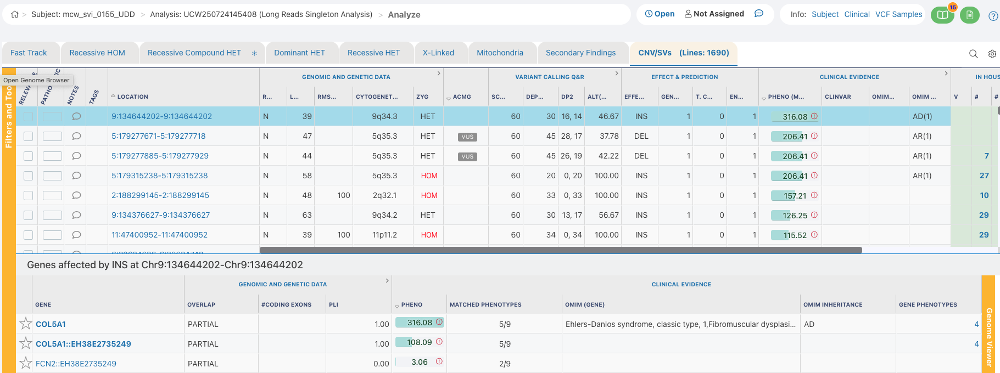 Subject: mcw_svi_0155_UDD > Analysis: UCW250724145408 (Long Reads Singleton Analysis) > Analyze
Open Not Assigned
Info: Subject Clinical VCF Samples 15 ?
Fast Track Recessive HOM Recessive Compound HET Dominant HET Recessive HET X-Linked Mitochondria Secondary Findings CNV/SVs (Lines: 1690)
Open Genome Browser
Filters and Too
GENOMIC AND GENETIC DATA VARIANT CALLING Q&R EFFECT & PREDICTION CLINICAL EVIDENCE IN HOUS
NOTES TAGS LOCATION R... L... RMS... CYTOGENET... ZYG ACMG SC... DEP... DP2 ALT(... EFFE... GEN... T. C... EN... PHENO (M... CLINVAR OMIM... OMIM ... V # #
9:134644202-9:134644202 N 39 9q34.3 HET 60 30 16, 14 46.67 INS 1 0 1 316.08 AD(1)
5:179277671-5:179277718 N 47 5q35.3 HET VUS 60 45 28, 17 37.78 DEL 1 0 1 206.41 AR(1)
5:179277885-5:179277929 N 44 5q35.3 HET VUS 60 45 26, 19 42.22 DEL 1 0 1 206.41 AR(1) 7
5:179315238-5:179315238 N 58 5q35.3 HOM 60 20 0, 20 100.00 INS 1 0 1 206.41 AR(1) 27
2:188299145-2:188299145 N 48 100 2q32.1 HOM 60 33 0, 33 100.00 INS 1 0 1 157.21 10
9:134376627-9:134376627 N 63 9q34.2 HET 60 30 13, 17 56.67 INS 1 0 1 126.25 29
11:47400952-11:47400952 N 39 100 11p11.2 HOM 60 34 0, 34 100.00 INS 1 0 1 115.52 29
Genes affected by INS at Chr9:134644202-Chr9:134644202
GENOMIC AND GENETIC DATA CLINICAL EVIDENCE
GENE OVERLAP #CODING EXONS PLI PHENO MATCHED PHENOTYPES OMIM (GENE) OMIM INHERITANCE GENE PHENOTYPES
COL5A1 PARTIAL 1.00 316.08 5/9 Ehlers-Danlos syndrome, classic type, 1,Fibromuscular dysplasi... AD 4
COL5A1::EH38E2735249 PARTIAL 1.00 108.09 5/9 4
FCN2::EH38E2735249 PARTIAL 0.00 3.06 2/9
Genome Viewer